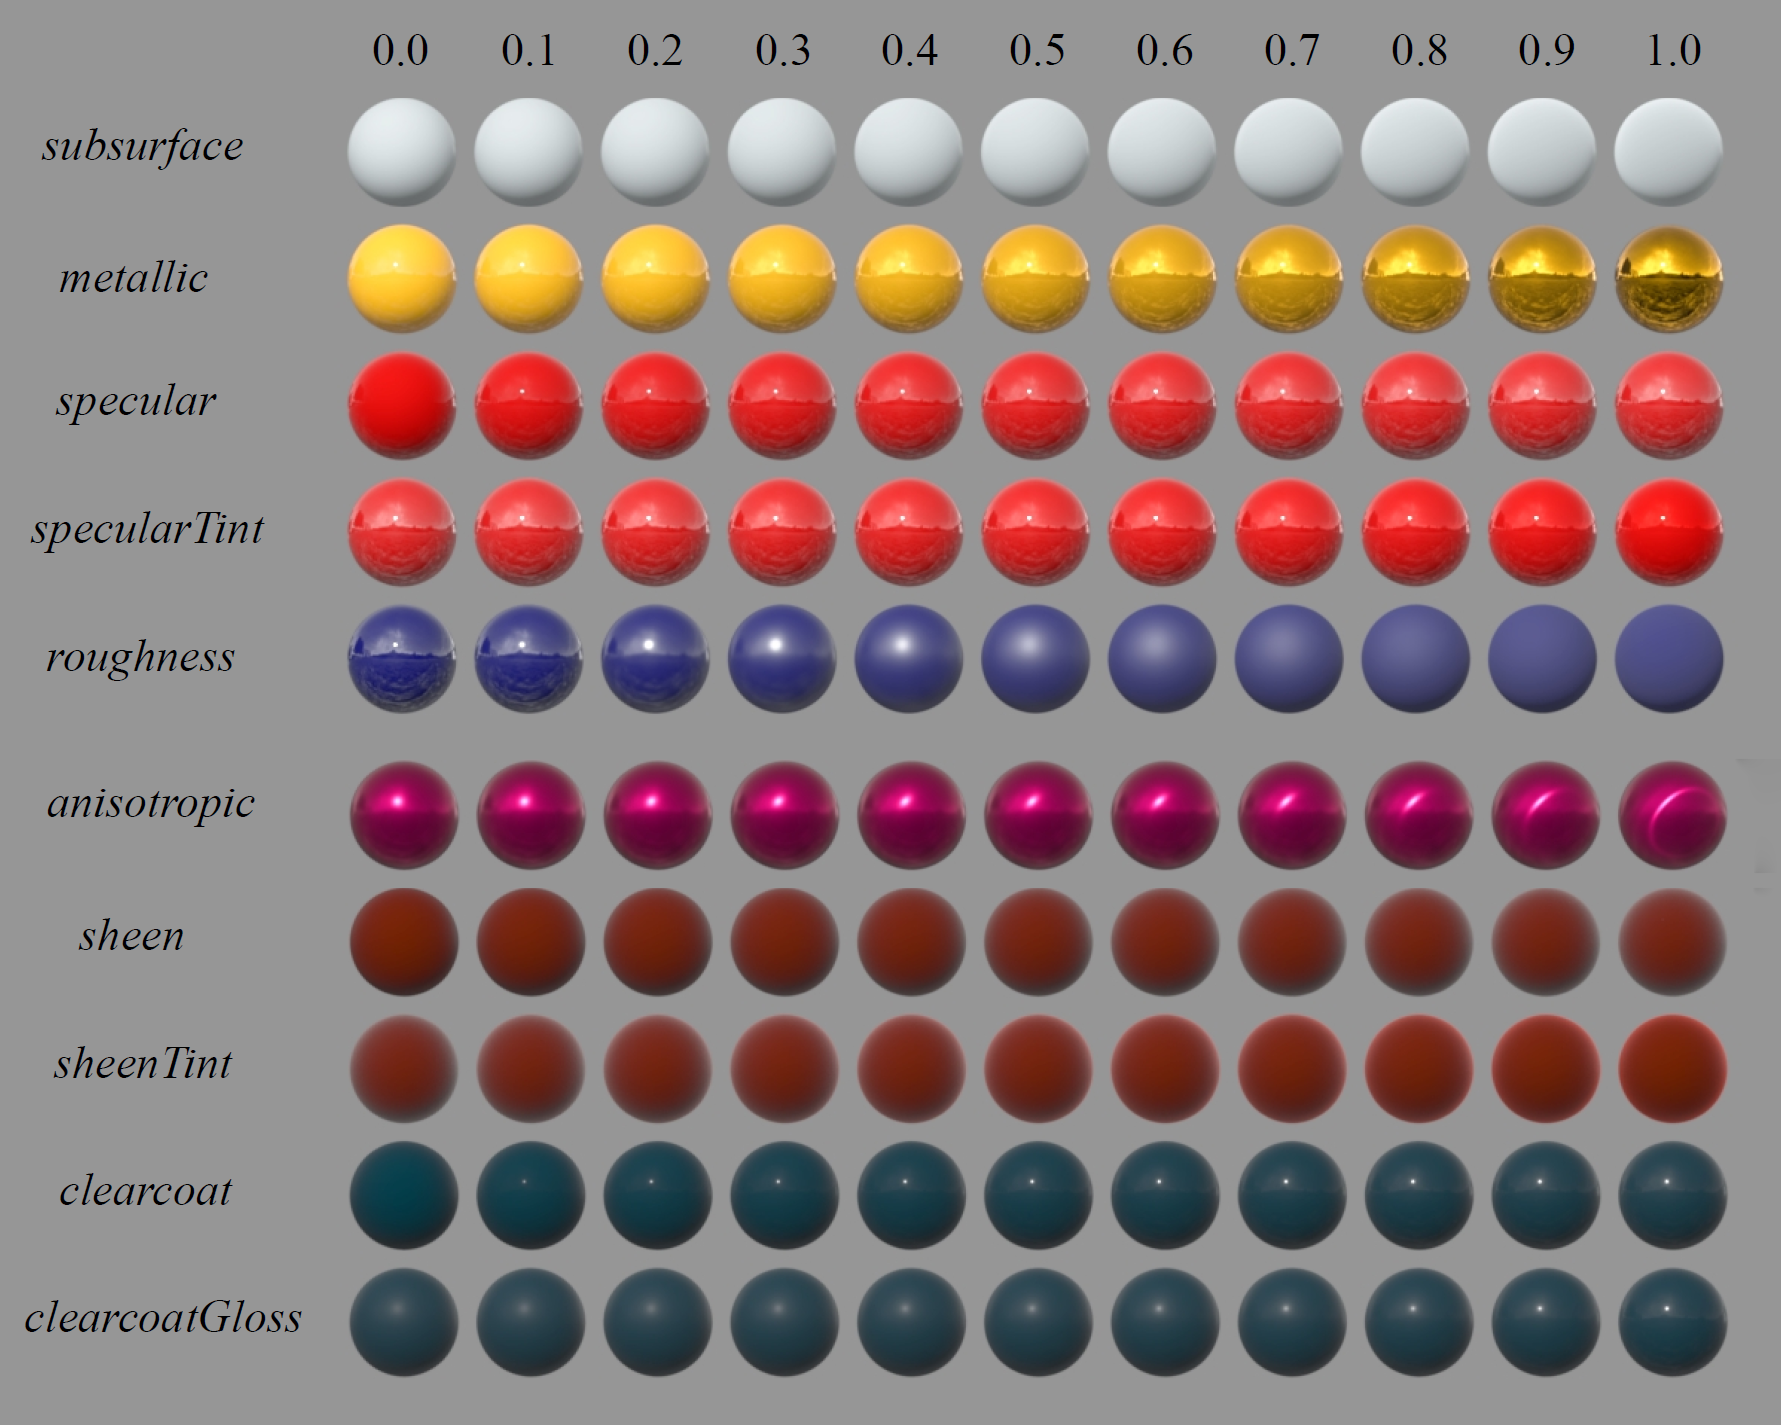 0.0 0.1 0.2 0.3 0.4 0.5 0.6 0.7 0.8 0.9 1.0
subsurface
metallic
specular
specularTint
roughness
anisotropic
sheen
sheenTint
clearcoat
clearcoatGloss